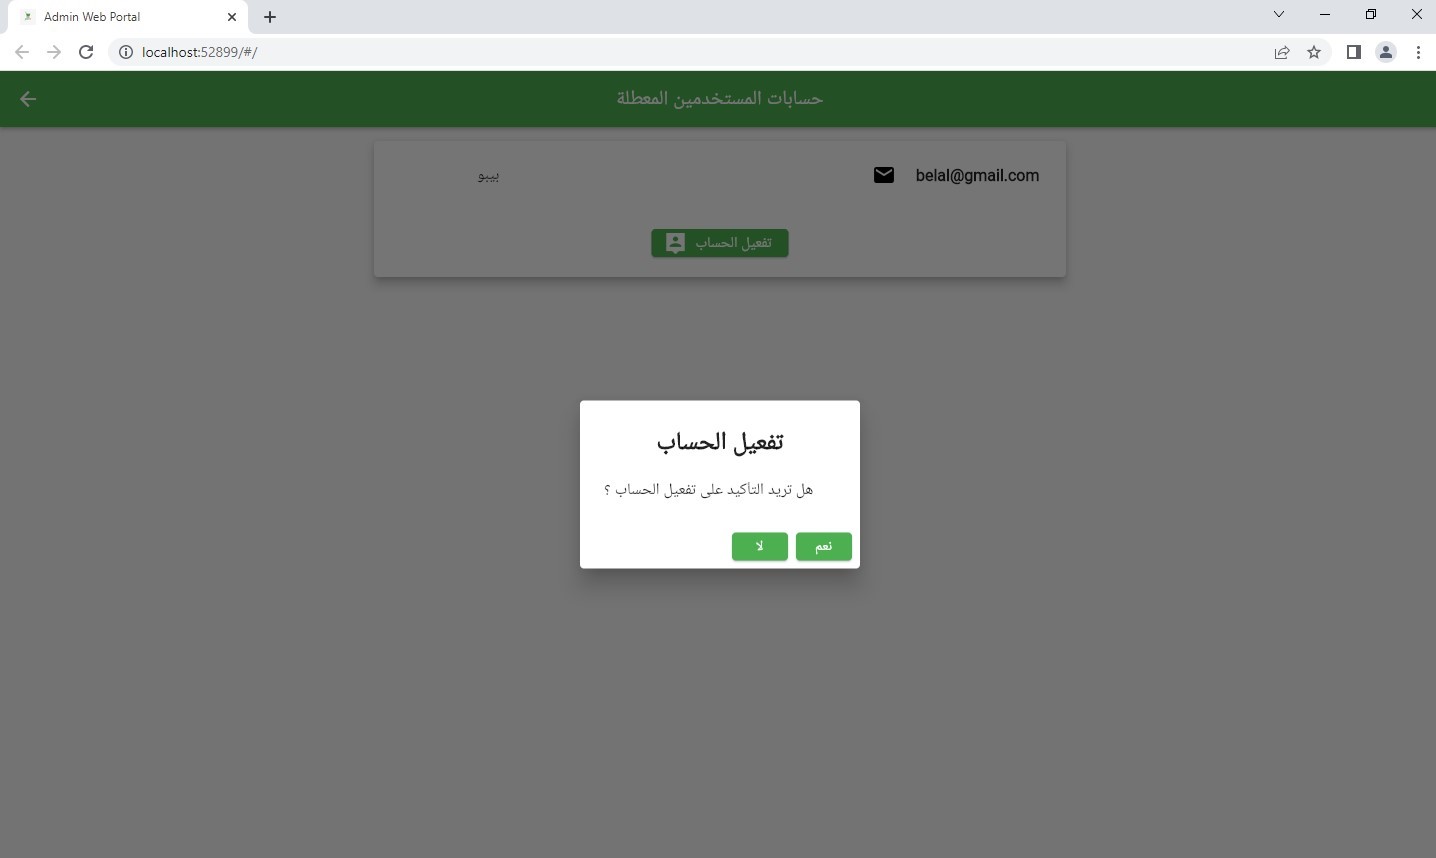 Admin Web Portal
localhost:52899/#/
حسابات المستخدمين المعطلة
بيبو
belal@gmail.com
تفعيل الحساب
تفعيل الحساب
هل تريد التأكيد على تفعيل الحساب ؟
نعم
لا